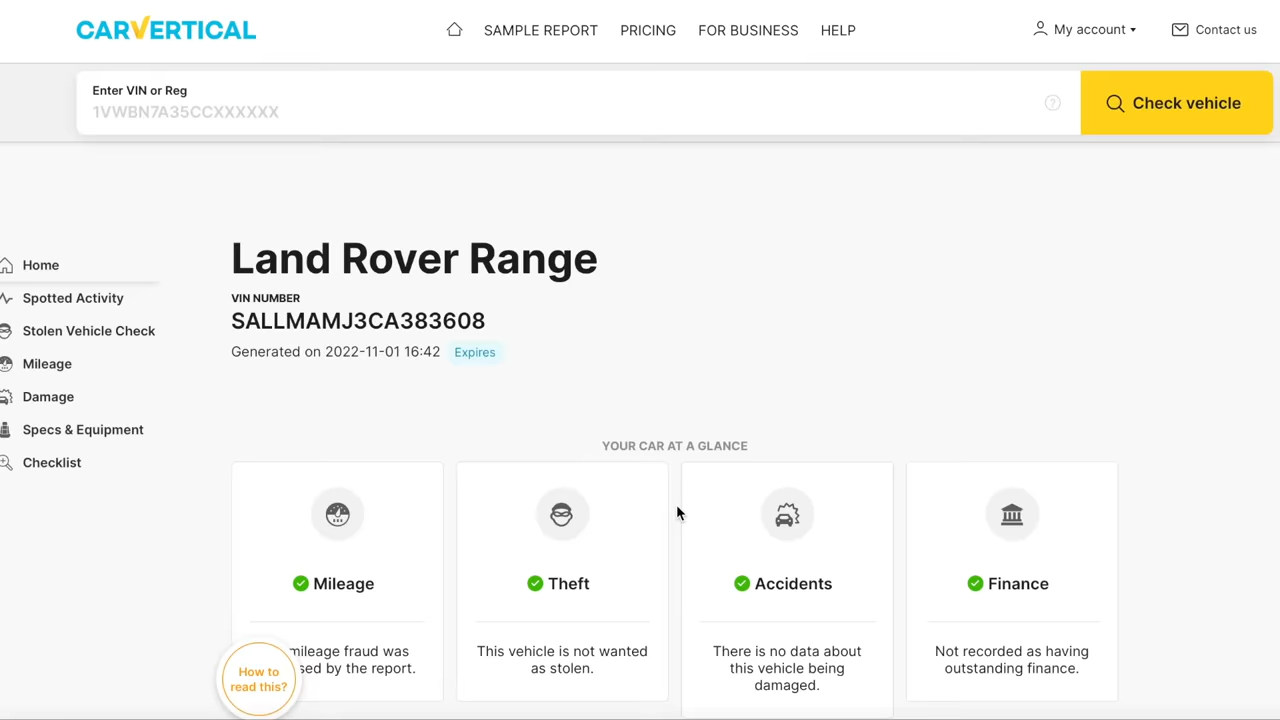 CARVERTICAL
SAMPLE REPORT
PRICING
FOR BUSINESS
HELP
My account
Contact us
Enter VIN or Reg
1VWBN7A35CCXXXXXX
?
Check vehicle
Home
Spotted Activity
Stolen Vehicle Check
Mileage
Damage
Specs & Equipment
Checklist
Land Rover Range
VIN NUMBER
SALLMAMJ3CA383608
Generated on 2022-11-01 16:42 Expires
YOUR CAR AT A GLANCE
Mileage
mileage fraud was
by the report.
Theft
This vehicle is not wanted
as stolen.
Accidents
There is no data about
this vehicle being
damaged.
Finance
Not recorded as having
outstanding finance.
How to
read this?